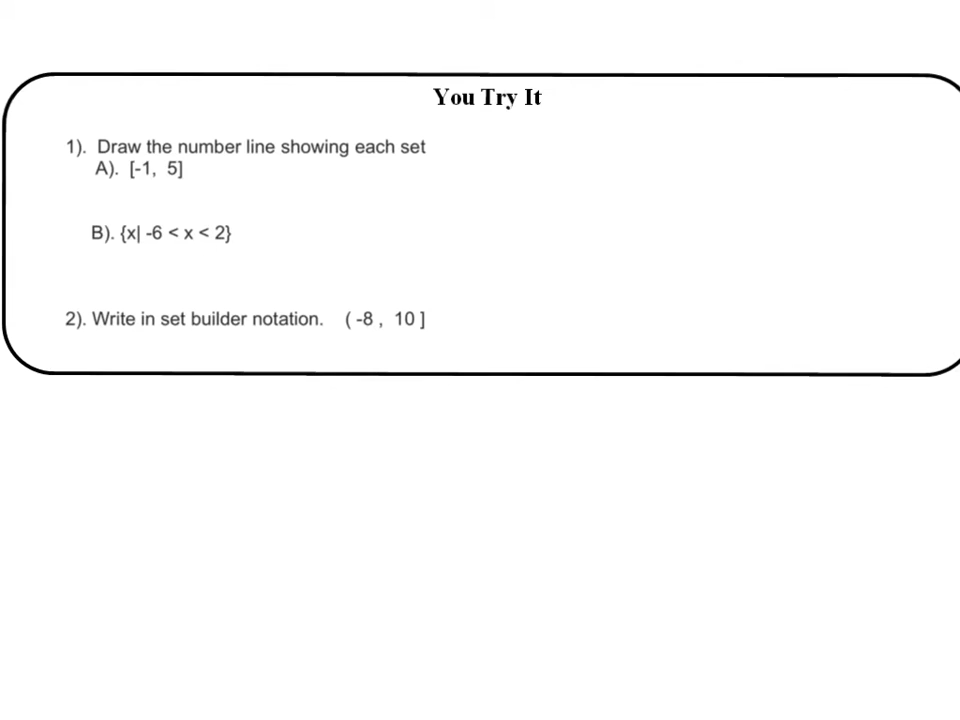 You Try It
1). Draw the number line showing each set
A). [-1, 5]
B). {x| -6 < x < 2}
2). Write in set builder notation. ( -8 , 10 ]